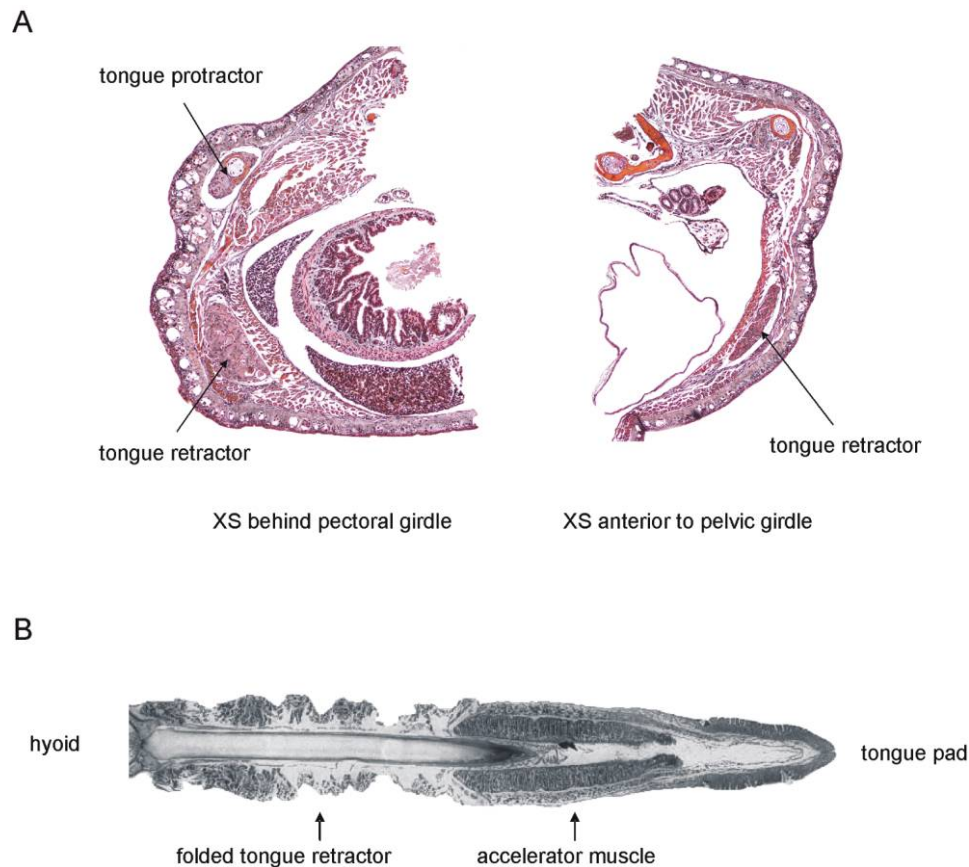 A
tongue protractor
tongue retractor
tongue retractor
XS behind pectoral girdle
XS anterior to pelvic girdle
B
hyoid
tongue pad
folded tongue retractor
accelerator muscle